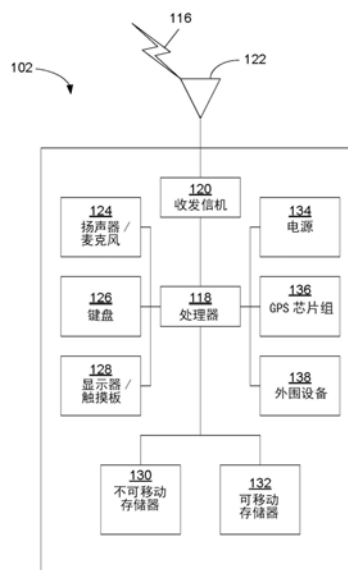 116
122
102
120
收发信机
124
扬声器 /
麦克风
134
电源
126
键盘
118
处理器
136
GPS 芯片组
128
显示器 /
触摸板
138
外围设备
130
不可移动
存储器
132
可移动
存储器